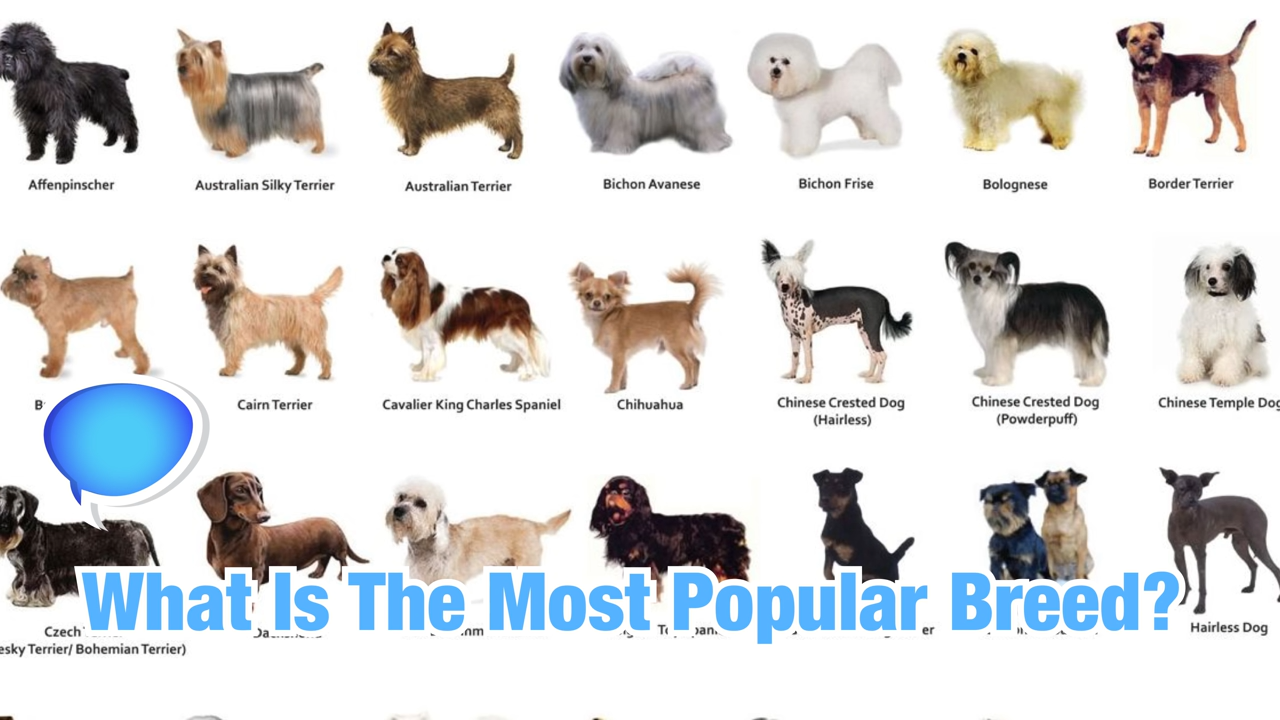 Affenpinscher
Australian Silky Terrier
Australian Terrier
Bichon Avanese
Bichon Frise
Bolognese
Border Terrier
Cairn Terrier
Cavalier King Charles Spaniel
Chihuahua
Chinese Crested Dog
(Hairless)
Chinese Crested Dog
(Powderpuff)
Chinese Temple Dog
What Is The Most Popular Breed?
Czech
esky Terrier/ Bohemian Terrier)
Hairless Dog